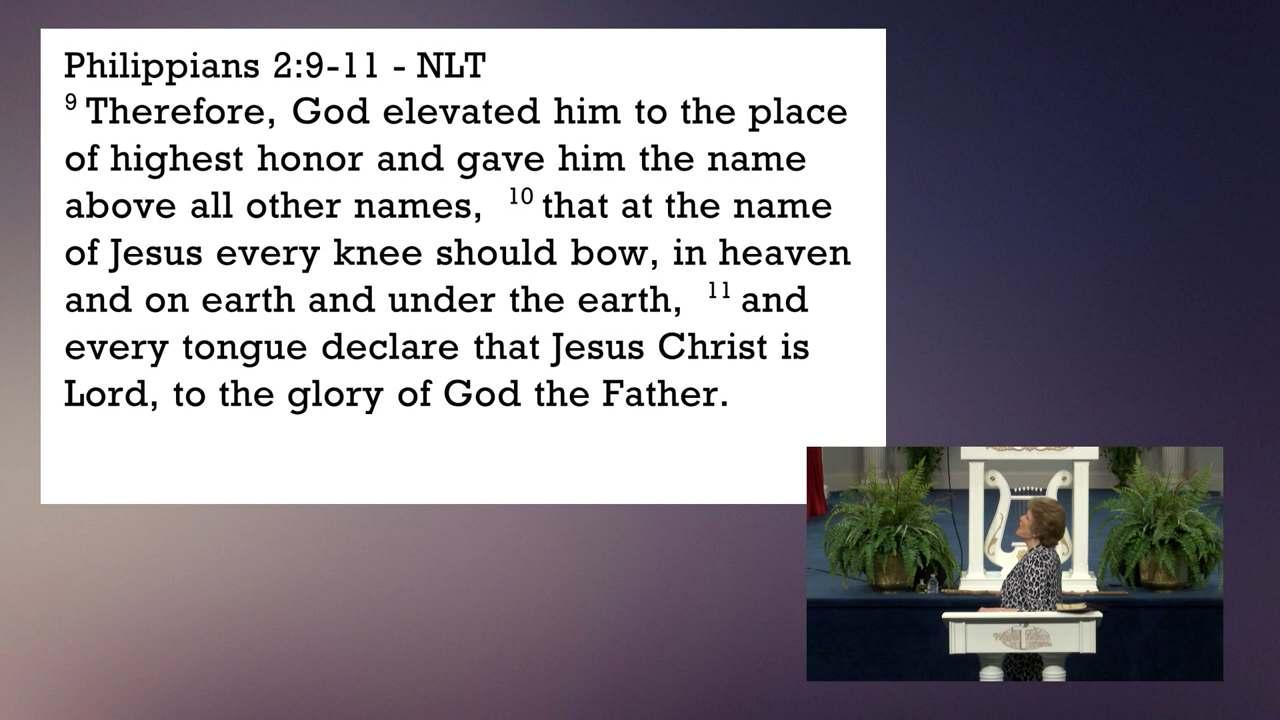 Philippians 2:9-11 - NLT
9 Therefore, God elevated him to the place
of highest honor and gave him the name
above all other names, 10 that at the name
of Jesus every knee should bow, in heaven
and on earth and under the earth, 11 and
every tongue declare that Jesus Christ is
Lord, to the glory of God the Father.